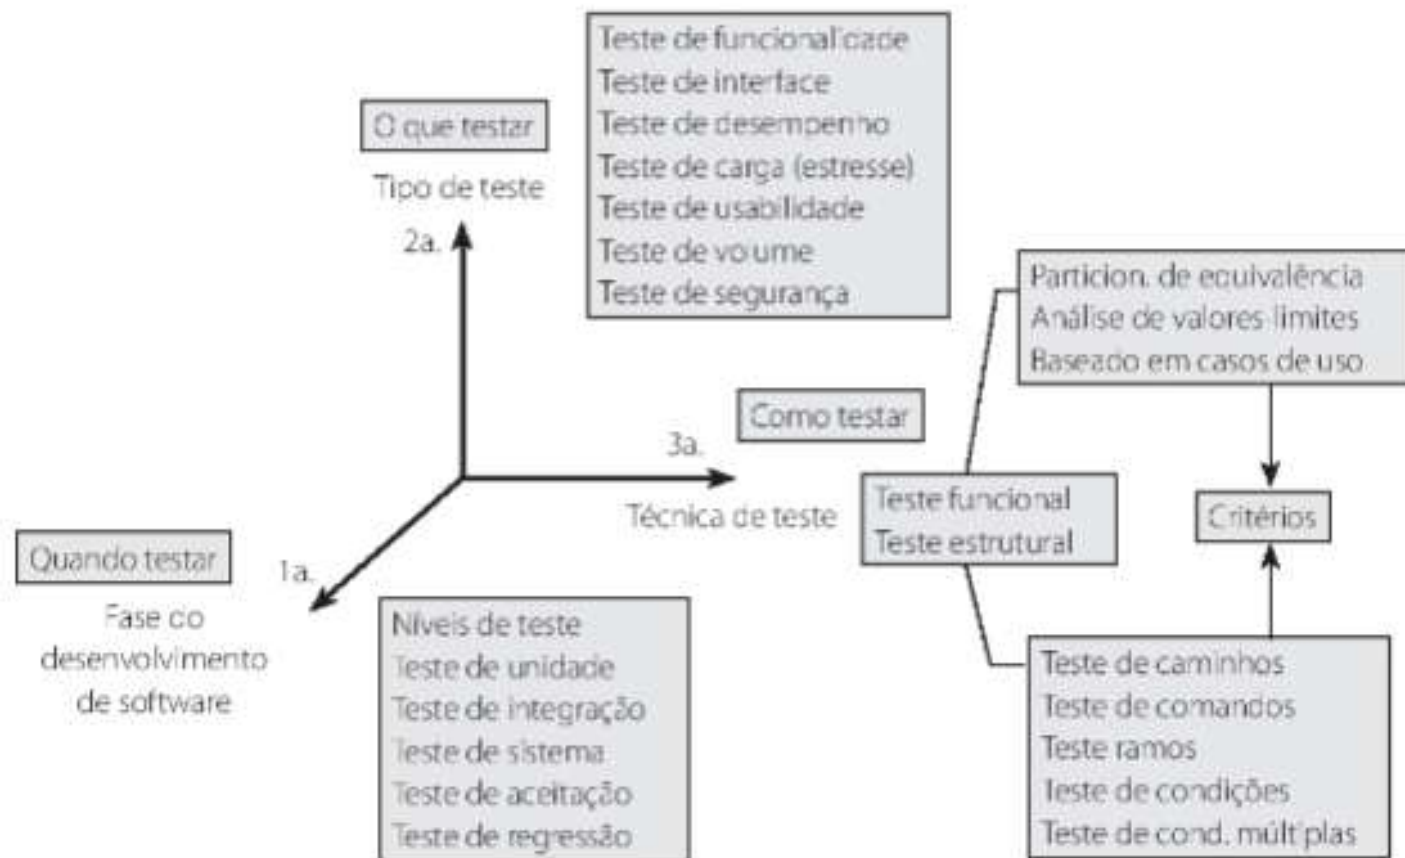 O que testar
Tipo de teste
2a.
Teste de funcionalidade
Teste de interface
Teste de desempenho
Teste de carga (estresse)
Teste de usabilidade
Teste de volume
Teste de segurança
Particion. de equivalência
Análise de valores-limites
Baseado em casos de uso
Como testar
3a.
Técnica de teste
Teste funcional
Teste estrutural
Critérios
Quando testar
1a.
Fase do
desenvolvimento
de software
Níveis de teste
Teste de unidade
Teste de integração
Teste de sistema
Teste de aceitação
Teste de regressão
Teste de caminhos
Teste de comandos
Teste ramos
Teste de condições
Teste de cond. múltiplas